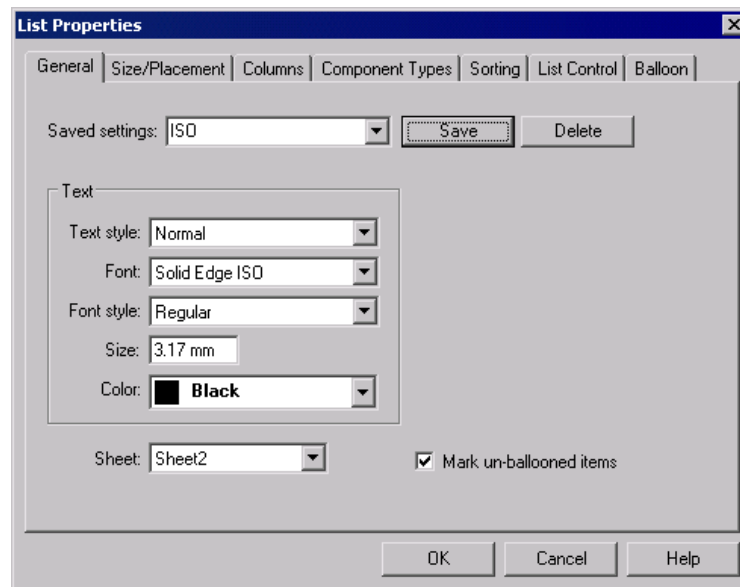 List Properties
General Size/Placement Columns Component Types Sorting List Control Balloon
Saved settings: ISO Save Delete
Text
Text style: Normal
Font: Solid Edge ISO
Font style: Regular
Size: 3.17 mm
Color: Black
Sheet: Sheet2 Mark un-ballooned items
OK Cancel Help